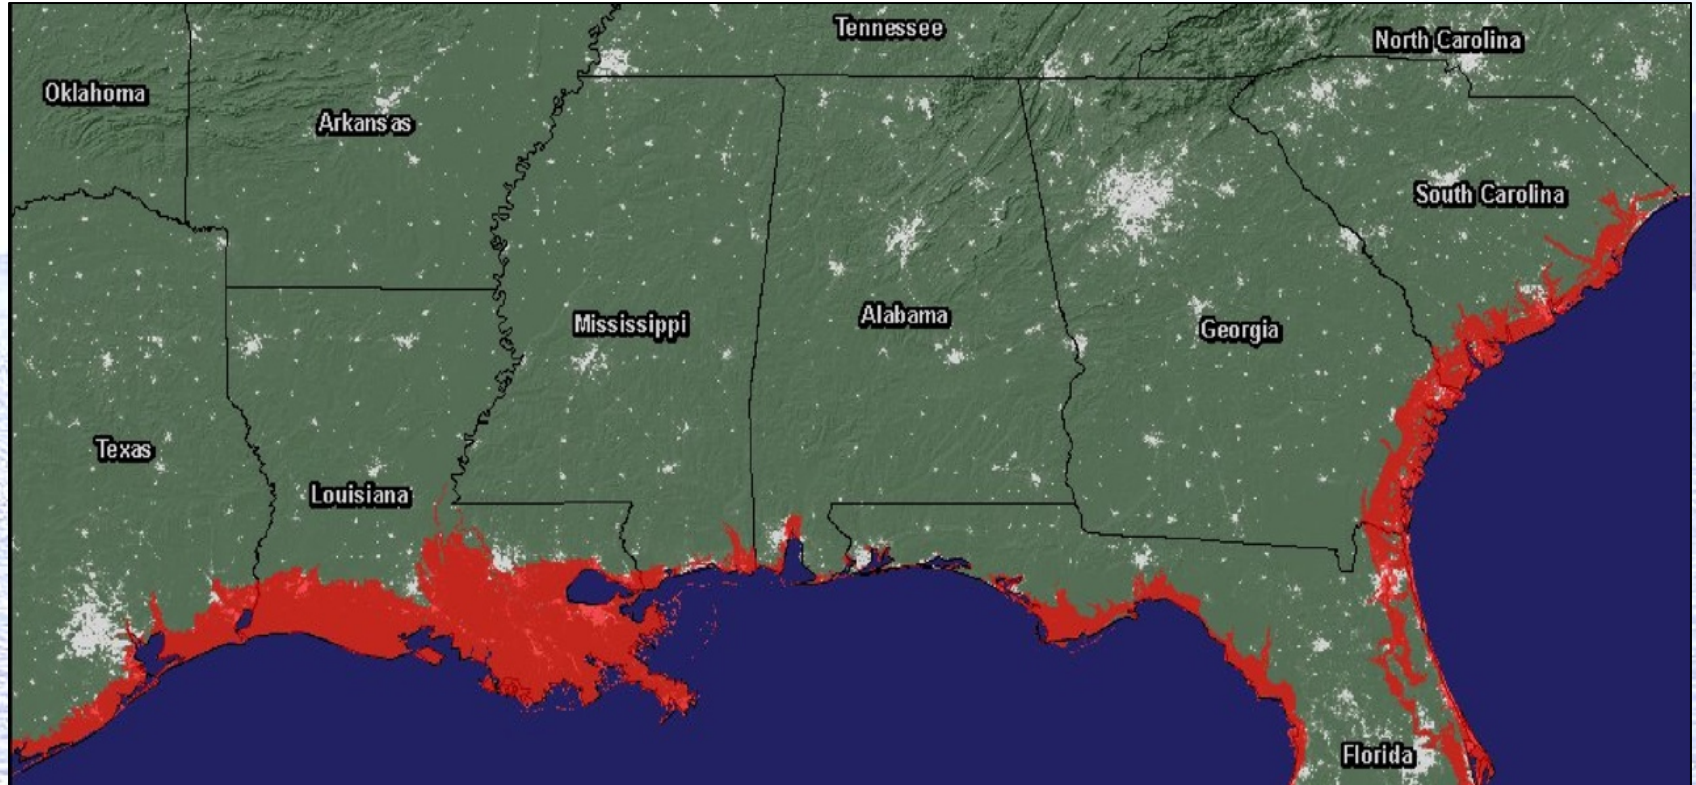 Tennessee
North Carolina
Oklahoma
Arkansas
South Carolina
Mississippi
Alabama
Georgia
Texas
Louisiana
Florida